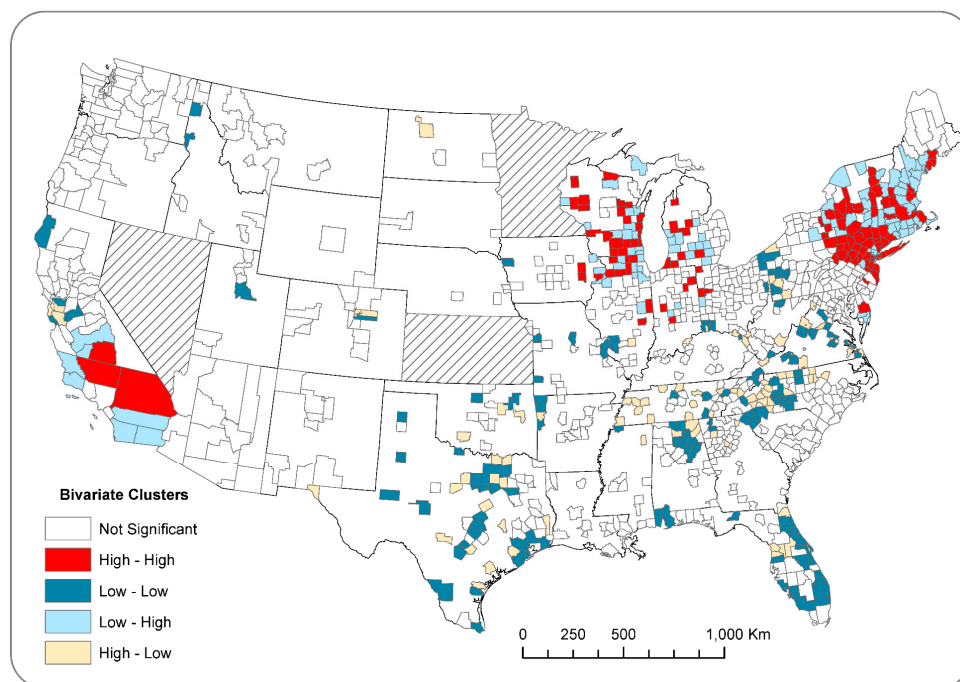 Bivariate Clusters
Not Significant
High - High
Low - Low
Low - High
High - Low
0 250 500 1,000 Km